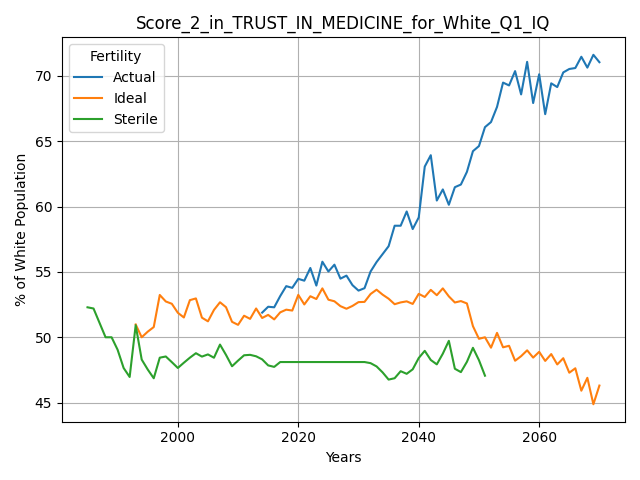 Score_2_in_TRUST_IN_MEDICINE_for_White_Q1_IQ
Fertility
Actual
Ideal
Sterile
% of White Population
70
65
60
55
50
45
2000
2020
2040
2060
Years